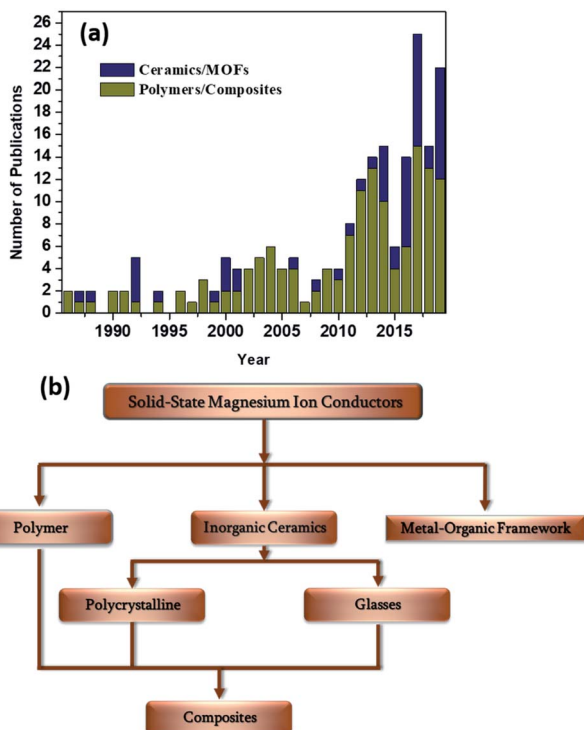 (a)
Ceramics/MOFs
Polymers/Composites
Number of Publications
26
24
22
20
18
16
14
12
10
8
6
4
2
0
1990
1995
2000
2005
2010
2015
Year
(b)
Solid-State Magnesium Ion Conductors
Polymer
Inorganic Ceramics
Metal-Organic Framework
Polycrystalline
Glasses
Composites